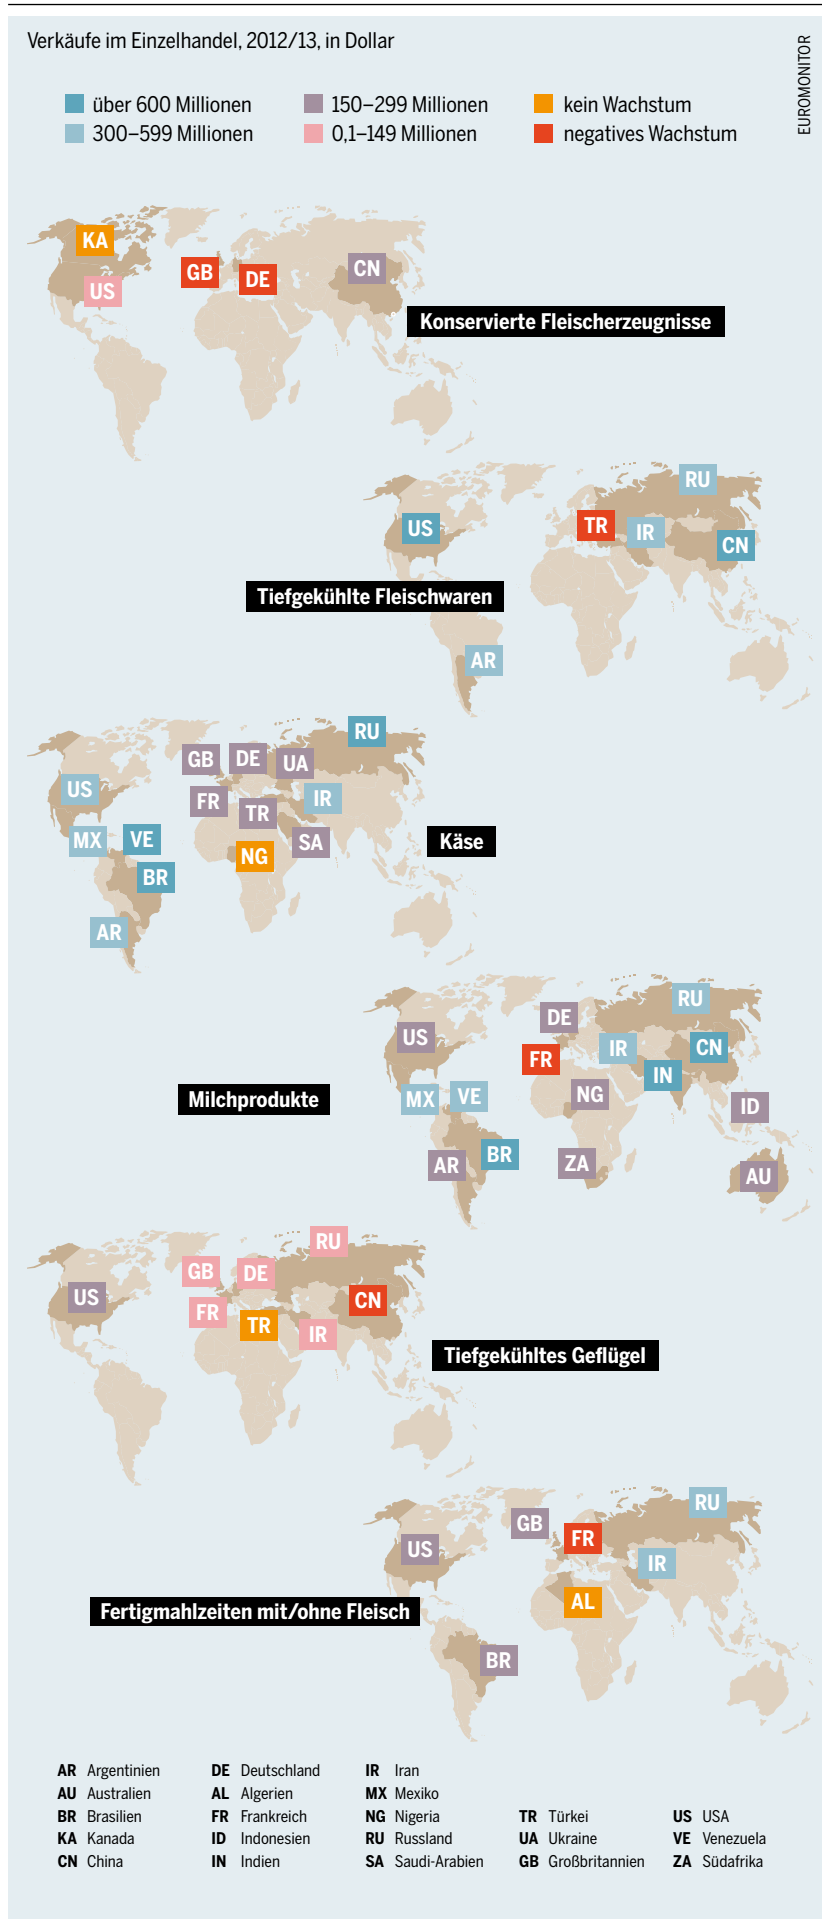 Verkäufe im Einzelhandel, 2012/13, in Dollar
EUROMONITOR
über 600 Millionen
150–299 Millionen
kein Wachstum
300–599 Millionen
0,1–149 Millionen
negatives Wachstum
KA
US
GB
DE
CN
Konservierte Fleischerzeugnisse
RU
US
TR
IR
CN
Tiefgekühlte Fleischwaren
AR
RU
GB
DE
UA
US
FR
TR
IR
MX
VE
NG
SA
Käse
BR
AR
RU
DE
US
FR
IR
CN
IN
Milchprodukte
MX
VE
NG
ID
AR
BR
ZA
AU
RU
GB
DE
US
FR
TR
IR
CN
Tiefgekühltes Geflügel
RU
GB
US
FR
IR
AL
Fertigmahlzeiten mit/ohne Fleisch
BR
AR Argentinien
AU Australien
BR Brasilien
KA Kanada
CN China
DE Deutschland
AL Algerien
FR Frankreich
ID Indonesien
IN Indien
IR Iran
MX Mexiko
NG Nigeria
RU Russland
SA Saudi-Arabien
TR Türkei
UA Ukraine
GB Großbritannien
US USA
VE Venezuela
ZA Südafrika